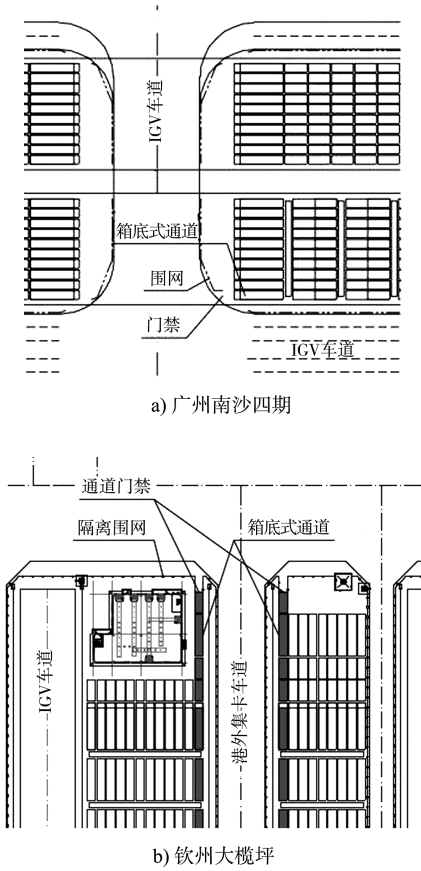 IGV车道
箱底式通道
围网
门禁
IGV车道
a) 广州南沙四期
通道门禁
隔离围网
箱底式通道
IGV车道
港外集卡车道
b) 钦州大榄坪